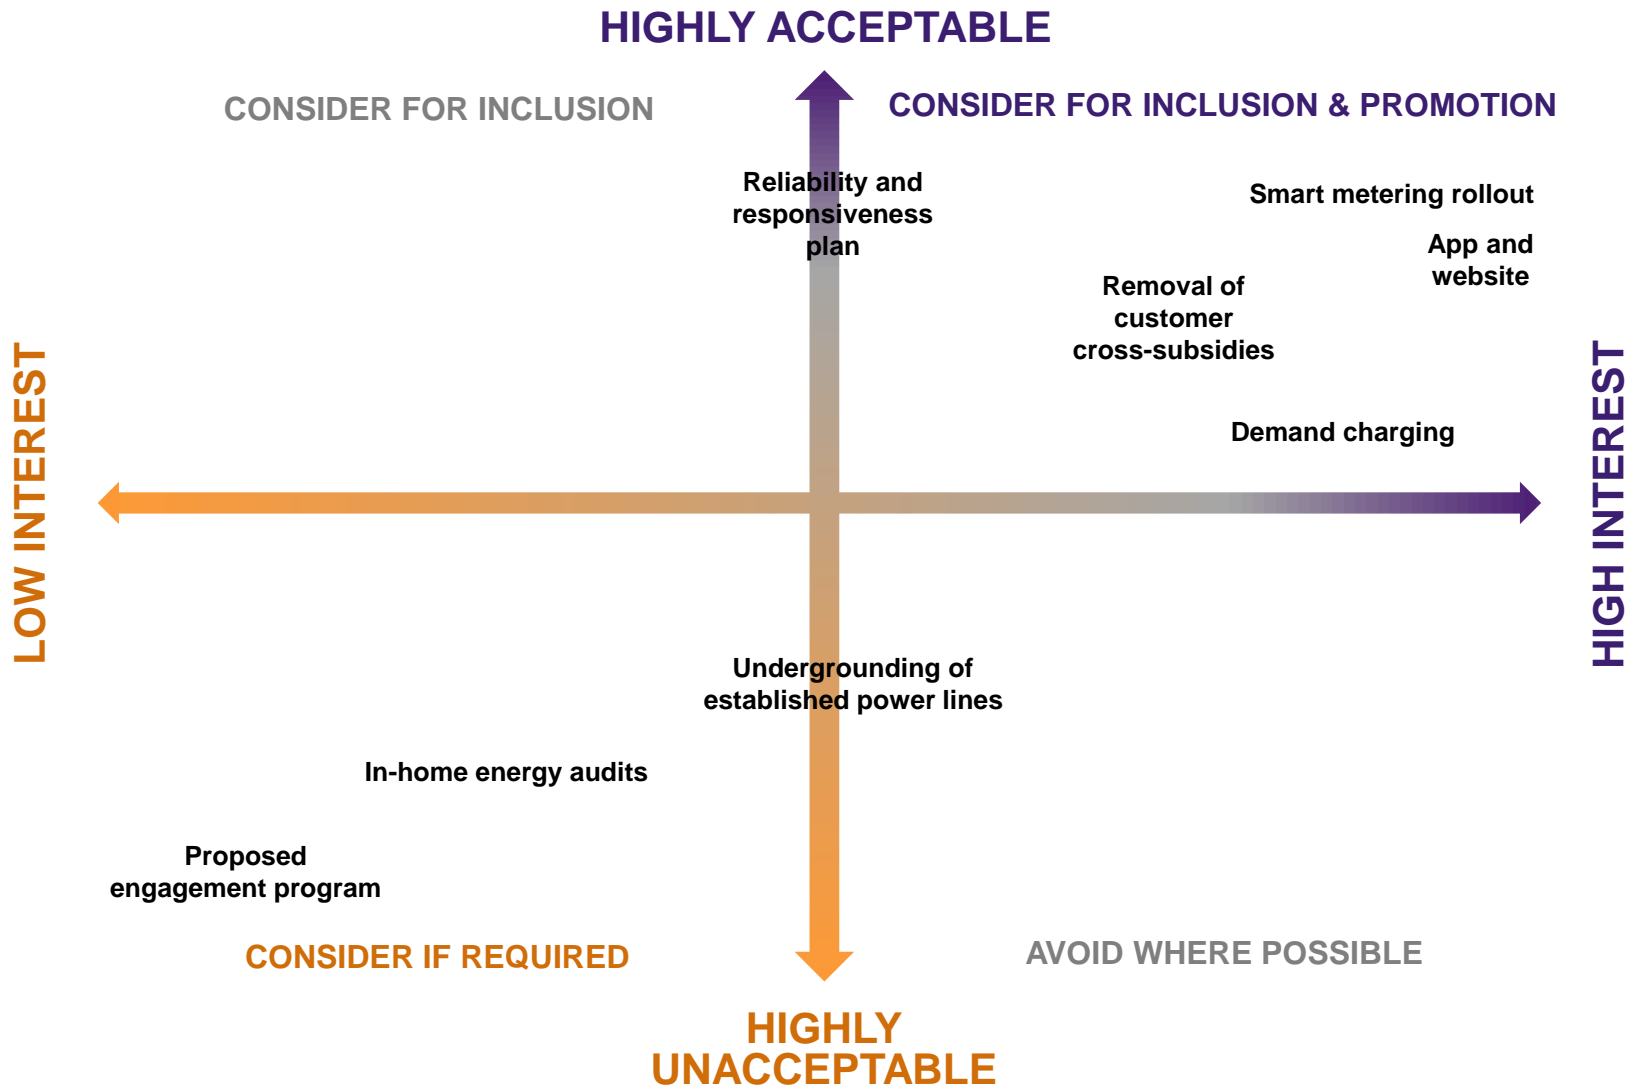 HIGHLY ACCEPTABLE
CONSIDER FOR INCLUSION
CONSIDER FOR INCLUSION & PROMOTION
Reliability and
responsiveness
plan
Smart metering rollout
App and
website
Removal of
customer
cross-subsidies
LOW INTEREST
HIGH INTEREST
Demand charging
Undergrounding of
established power lines
In-home energy audits
Proposed
engagement program
CONSIDER IF REQUIRED
AVOID WHERE POSSIBLE
HIGHLY
UNACCEPTABLE